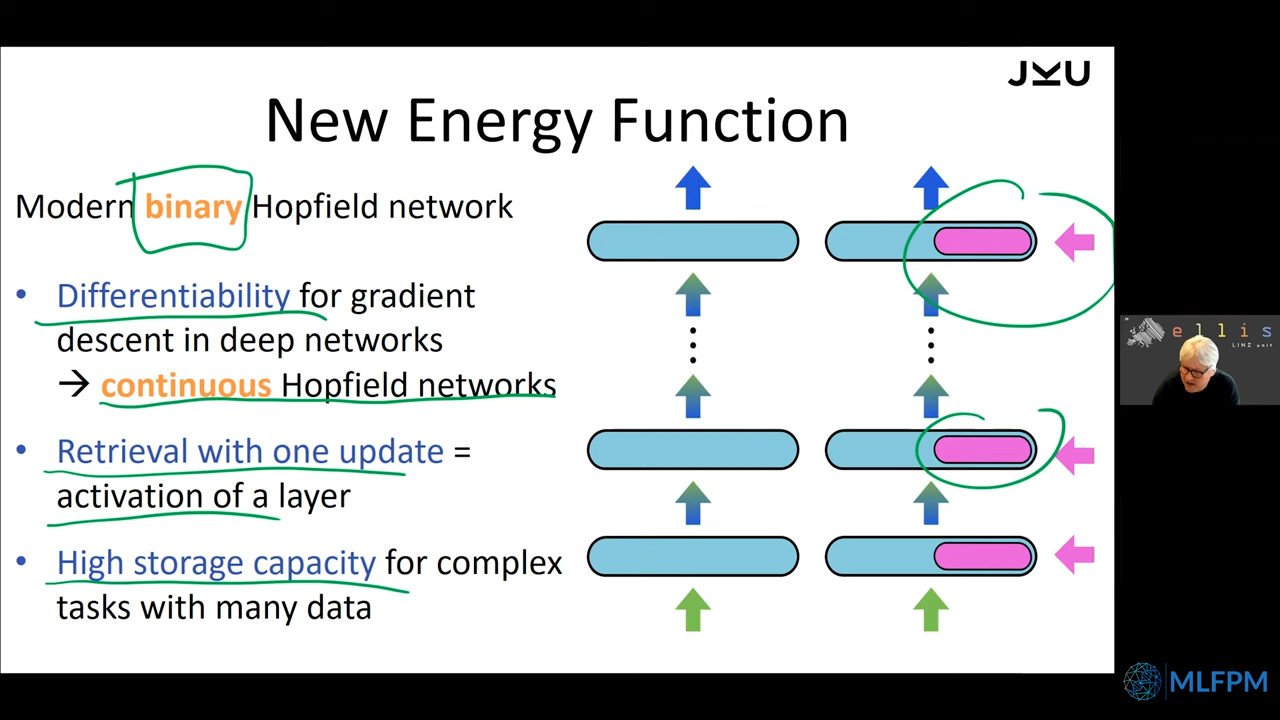 JKU
New Energy Function
Modern binary Hopfield network
• Differentiability for gradient
descent in deep networks
→ continuous Hopfield networks
• Retrieval with one update =
activation of a layer
• High storage capacity for complex
tasks with many data
ellis
LINZ unit
MLFPM